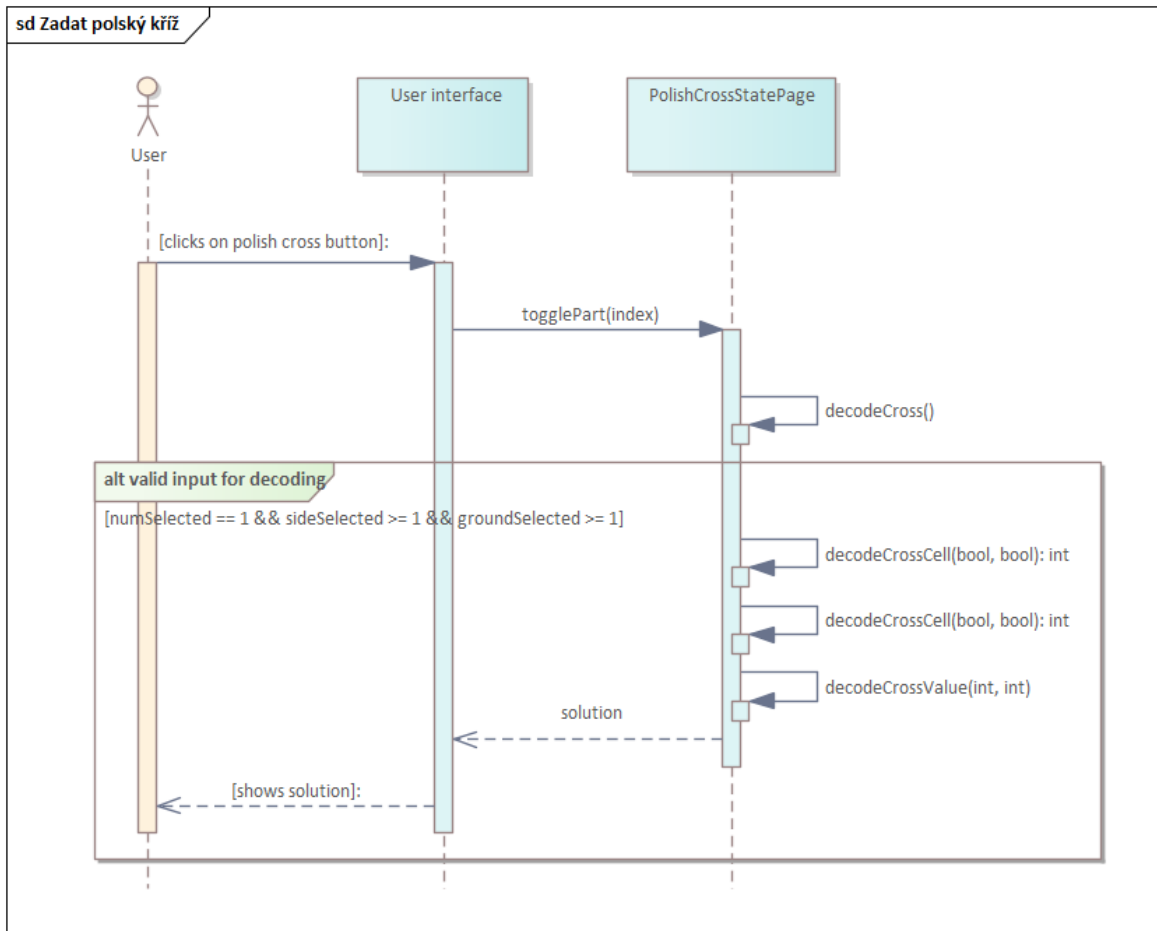 sd Zadat polský kříž
User interface
PolishCrossStatePage
User
[clicks on polish cross button]:
togglePart(index)
decodeCross()
alt valid input for decoding
[numSelected == 1 && sideSelected >= 1 && groundSelected >= 1]
decodeCrossCell(bool, bool): int
decodeCrossCell(bool, bool): int
decodeCrossValue(int, int)
solution
[shows solution]: